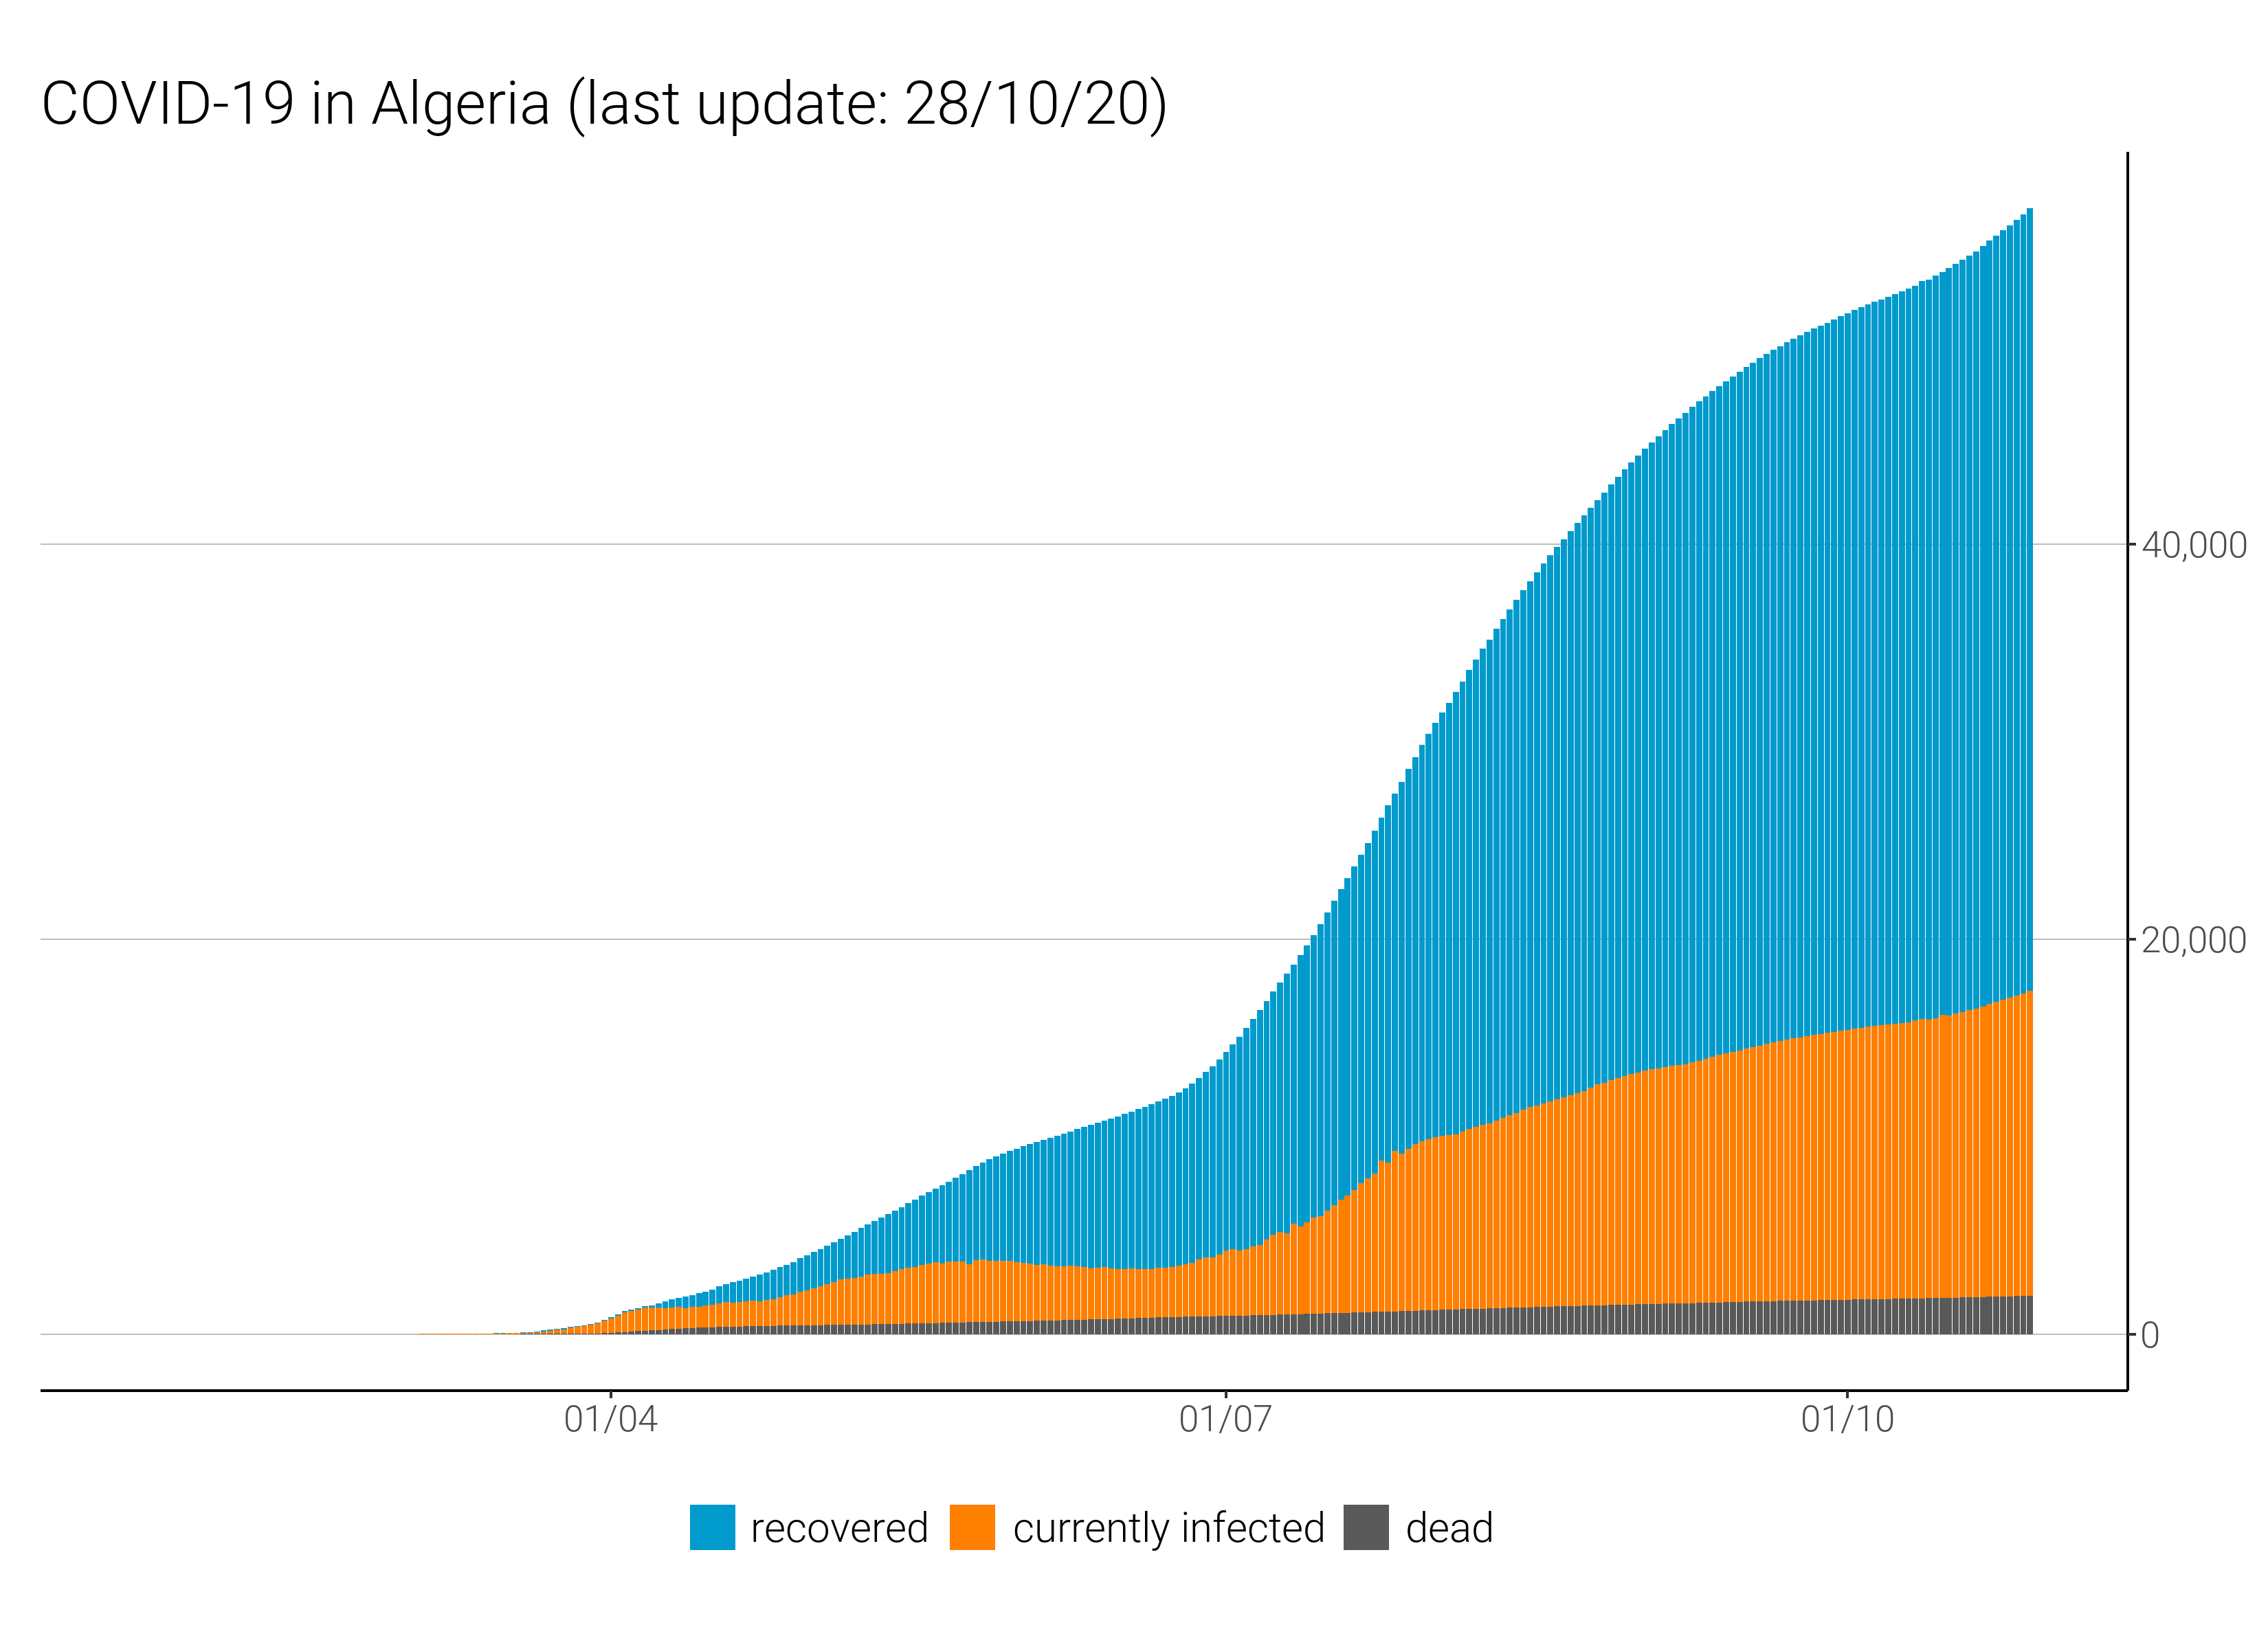 COVID-19 in Algeria (last update: 28/10/20)
40,000
20,000
0
01/04 01/07 01/10
recovered currently infected dead